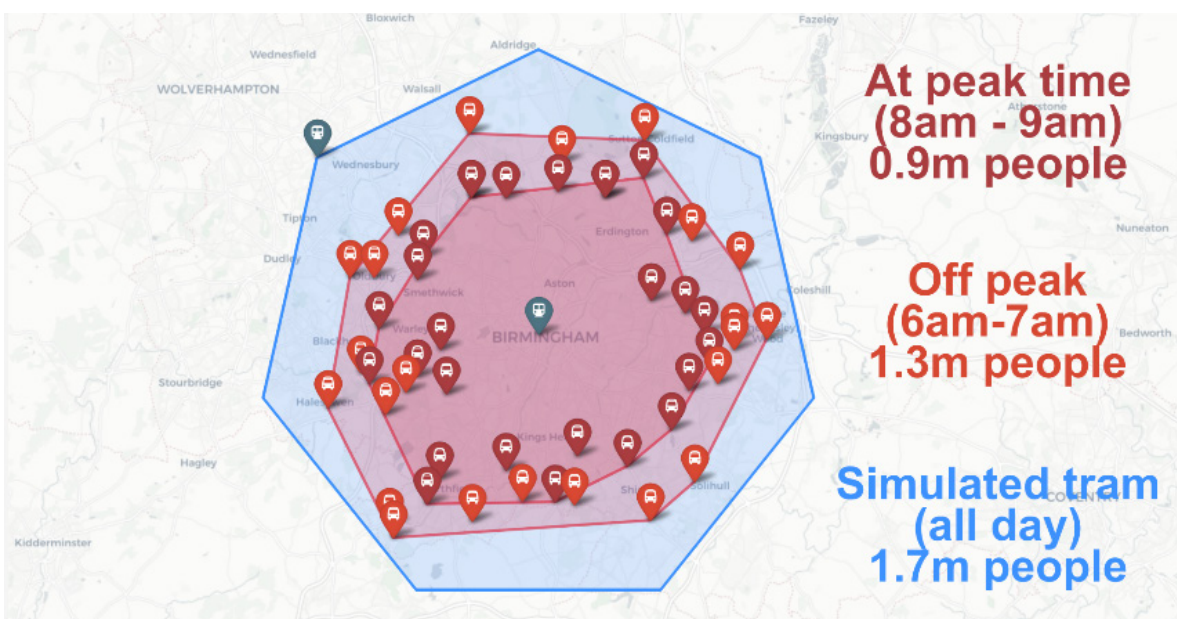 Bloxwich
Fazeley
Aldridge
Wednesfield
WOLVERHAMPTON
Walsall
At peak time
(8am - 9am)
0.9m people
Kingsbury
Wednesbury
Tipton
Erdington
Nuneaton
Dudley
Aston
Coleshill
Smethwick
Off peak
(6am-7am)
1.3m people
Warley
BIRMINGHAM
Bedworth
Stourbridge
Kings He
Hagley
Solihull
Simulated tram
(all day)
1.7m people
COVENTRY
Kidderminster